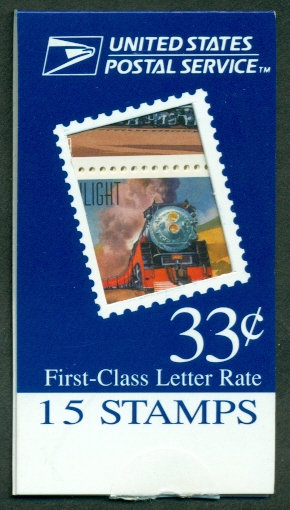 UNITED STATES
POSTAL SERVICE™
LIGHT
33¢
First-Class Letter Rate
15 STAMPS